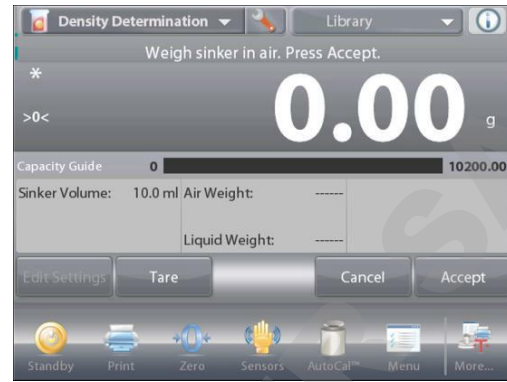 Density Determination Library
Weigh sinker in air. Press Accept.
*
>0< 0.00 g
Capacity Guide 0 10200.00
Sinker Volume: 10.0 ml Air Weight: ------
Liquid Weight: ------
Edit Settings Tare Cancel Accept
Standby Print Zero Sensors AutoCal™ Menu More...